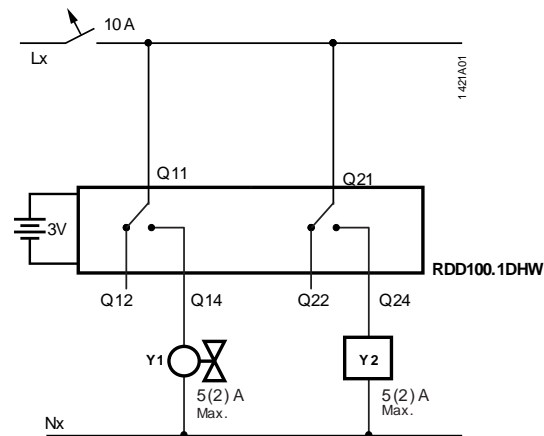 10 A
Lx
1421A01
Q11
Q21
3V
RDD100.1DHW
Q12
Q14
Q22
Q24
Y1
Y2
5(2) A
Max.
5(2) A
Max.
Nx